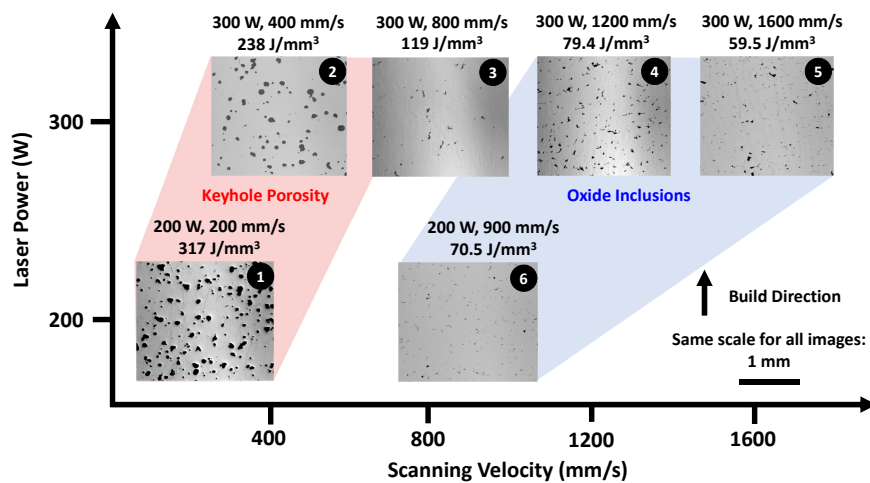 300 W, 400 mm/s
238 J/mm³
300 W, 800 mm/s
119 J/mm³
300 W, 1200 mm/s
79.4 J/mm³
300 W, 1600 mm/s
59.5 J/mm³
2
3
4
5
300
Keyhole Porosity
Oxide Inclusions
200 W, 200 mm/s
317 J/mm³
200 W, 900 mm/s
70.5 J/mm³
1
6
Build Direction
200
Same scale for all images:
1 mm
Laser Power (W)
400
800
1200
1600
Scanning Velocity (mm/s)